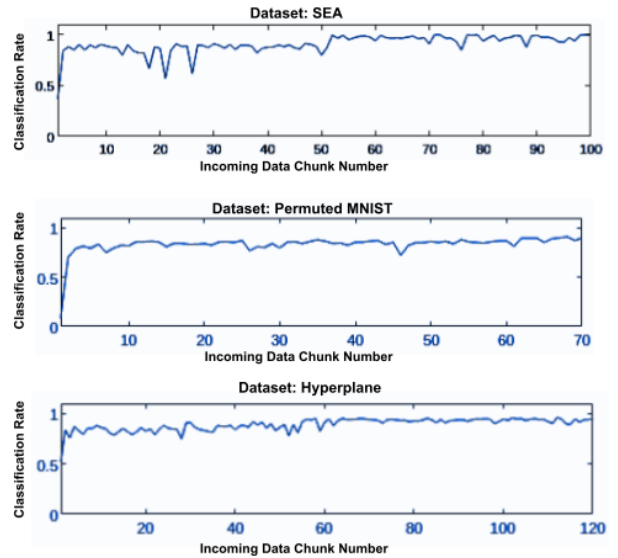 Dataset: SEA
Classification Rate
1
0.5
0
10 20 30 40 50 60 70 80 90 100
Incoming Data Chunk Number
Dataset: Permuted MNIST
Classification Rate
1
0.5
0
10 20 30 40 50 60 70
Incoming Data Chunk Number
Dataset: Hyperplane
Classification Rate
1
0.5
0
20 40 60 80 100 120
Incoming Data Chunk Number